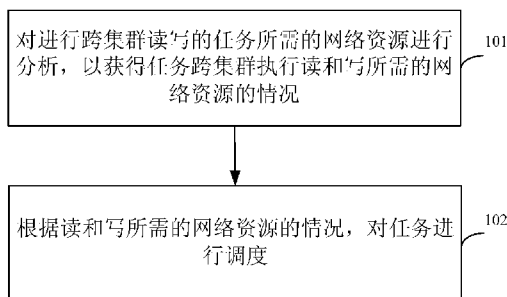 对进行跨集群读写的任务所需的网络资源进行
分析，以获得任务跨集群执行读和写所需的网
络资源的情况
101
根据读和写所需的网络资源的情况，对任务进
行调度
102